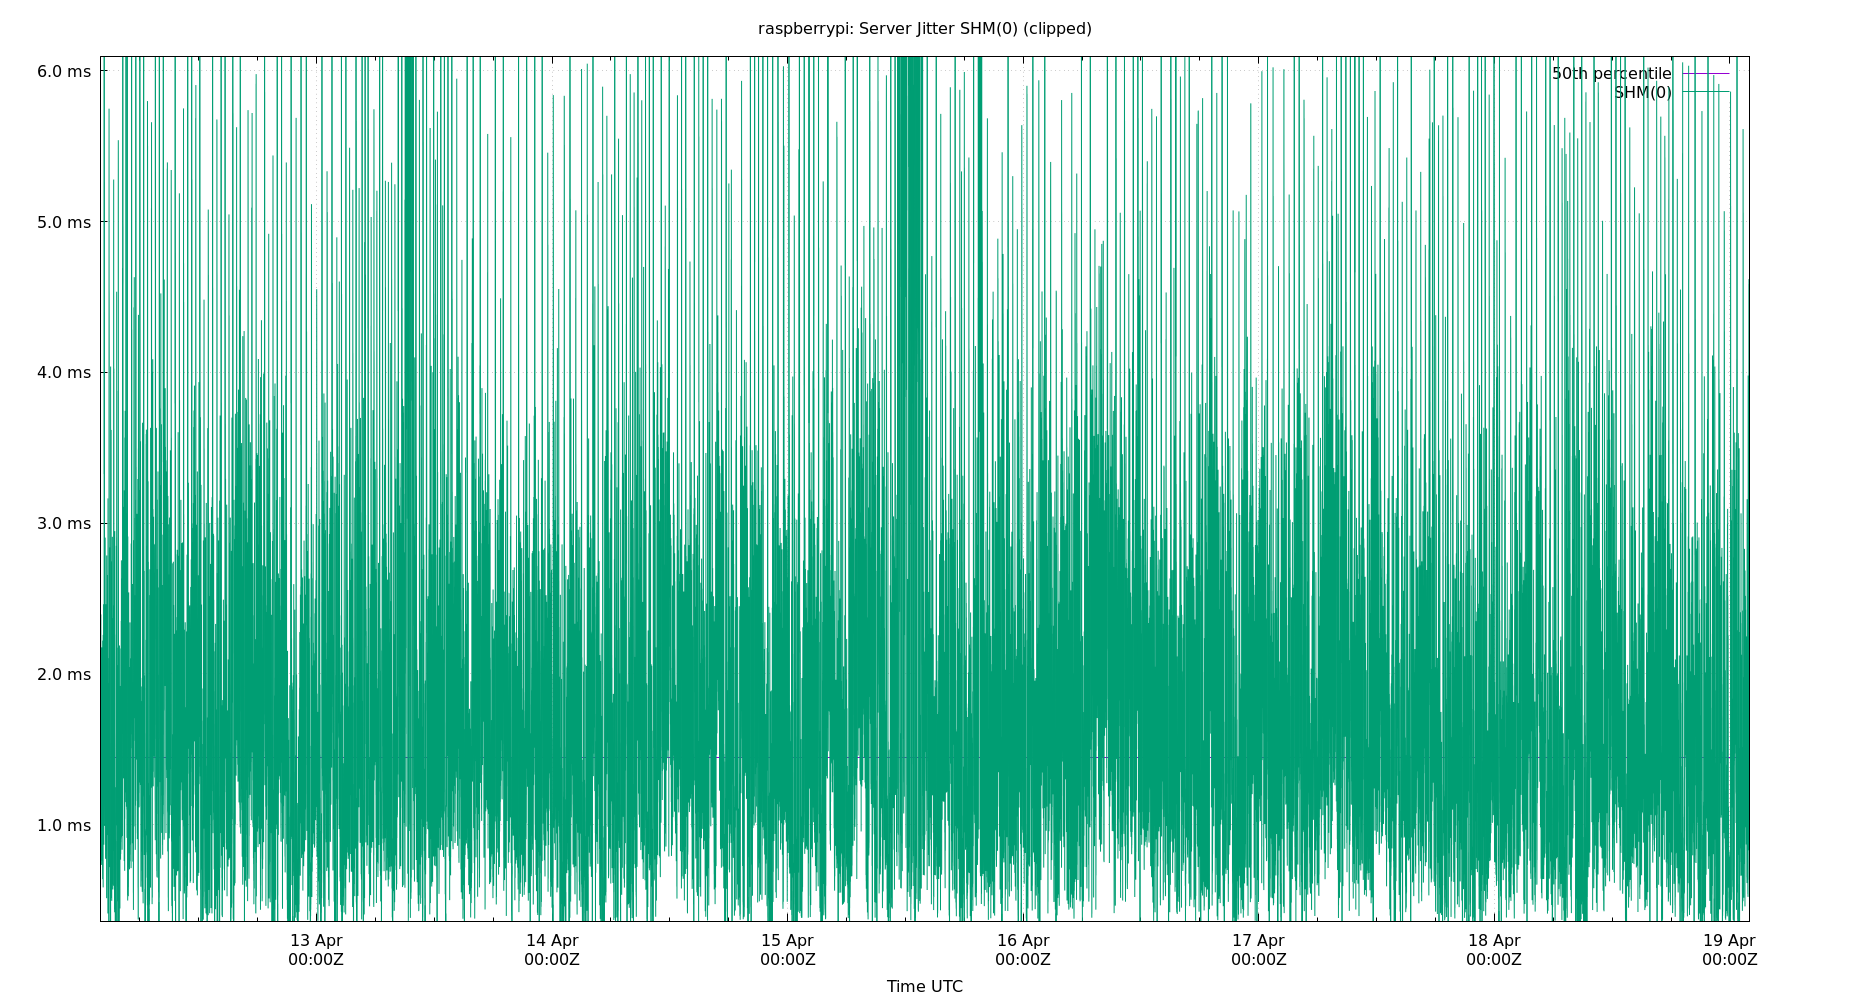 raspberrypi: Server Jitter SHM(0) (clipped)
6.0 ms
5.0 ms
4.0 ms
3.0 ms
2.0 ms
1.0 ms
50th percentile
SHM(0)
13 Apr
00:00Z
14 Apr
00:00Z
15 Apr
00:00Z
16 Apr
00:00Z
17 Apr
00:00Z
18 Apr
00:00Z
19 Apr
00:00Z
Time UTC